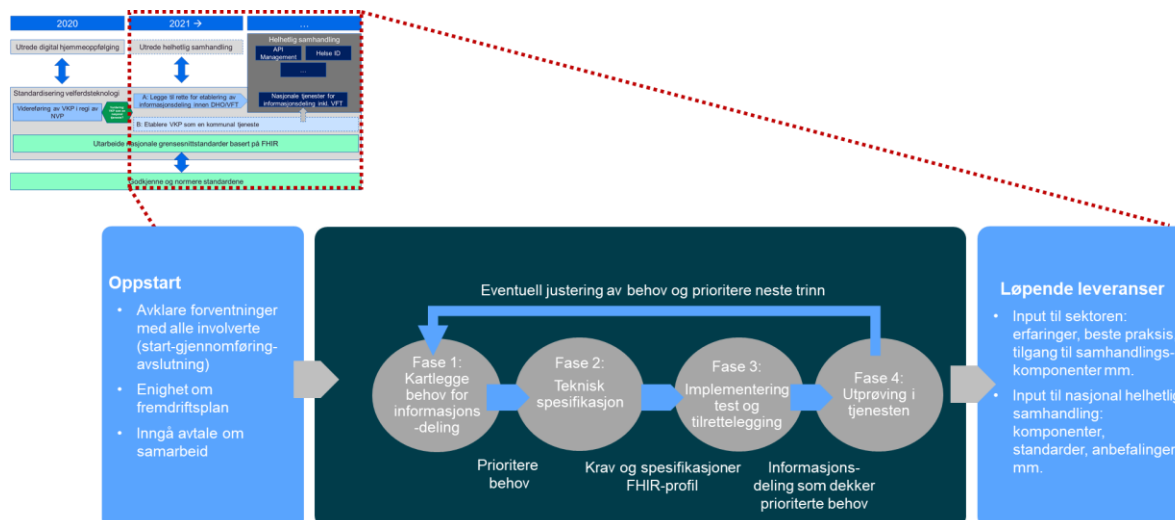 2020
2021 →
...
Utrede digital hjemmeoppfølging
Utrede helhetlig samhandling
Helhetlig samhandling
API
Management
Helse ID
...
Nasjonale tjenester for
informasjonsdeling inkl. VFT
Standardisering velferdsteknologi
Videreføring av VKP i regi av
NVP
A: Legge til rette for etablering av
informasjonsdeling innen DHO/VFT
B: Etablere VKP som en kommunal tjeneste
Utarbeide nasjonale grensesnittstandarder basert på FHIR
Godkjenne og normere standardene
Oppstart
• Avklare forventninger
med alle involverte
(start-gjennomføring-
avslutning)
• Enighet om
fremdriftsplan
• Inngå avtale om
samarbeid
Eventuell justering av behov og prioritere neste trinn
Fase 1:
Kartlegge
behov for
informasjons
-deling
Fase 2:
Teknisk
spesifikasjon
Fase 3:
Implementering
test og
tilrettelegging
Fase 4:
Utprøving i
tjenesten
Prioritere
behov
Krav og spesifikasjoner
FHIR-profil
Informasjons-
deling som dekker
prioriterte behov
Løpende leveranser
• Input til sektoren:
erfaringer, beste praksis
tilgang til samhandlings-
komponenter mm.
• Input til nasjonal helhetlig
samhandling:
komponenter,
standarder, anbefalinger
mm.